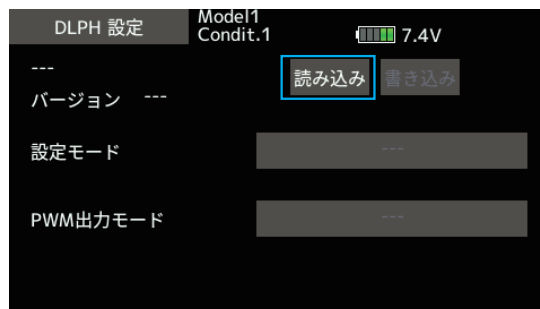 DLPH 設定
Model1
Condit.1
7.4V
---
読み込み
書き込み
バージョン ---
設定モード
---
PWM出力モード
---